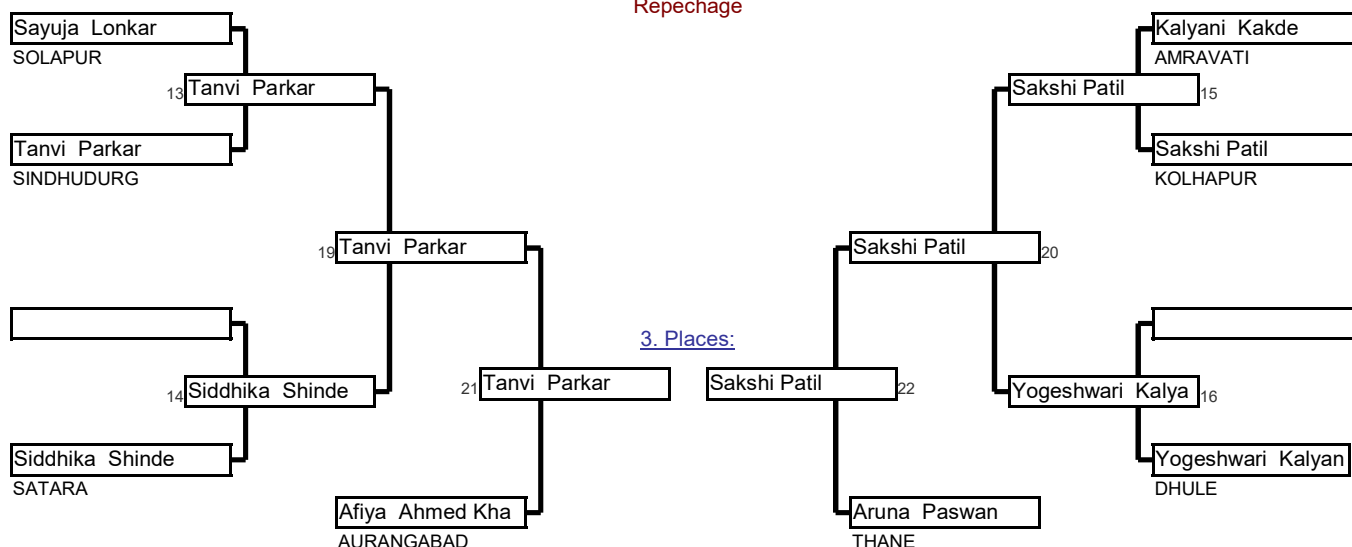 Repechage
Sayuja Lonkar
SOLAPUR
13 Tanvi Parkar
Tanvi Parkar
SINDHUDURG
19 Tanvi Parkar
14 Siddhika Shinde
Siddhika Shinde
SATARA
21 Tanvi Parkar
Afiya Ahmed Kha
AURANGABAD
3. Places:
Kalyani Kakde
AMRAVATI
Sakshi Patil 15
Sakshi Patil
KOLHAPUR
Sakshi Patil 20
Yogeshwari Kalya 16
Yogeshwari Kalyan
DHULE
Sakshi Patil 22
Aruna Paswan
THANE